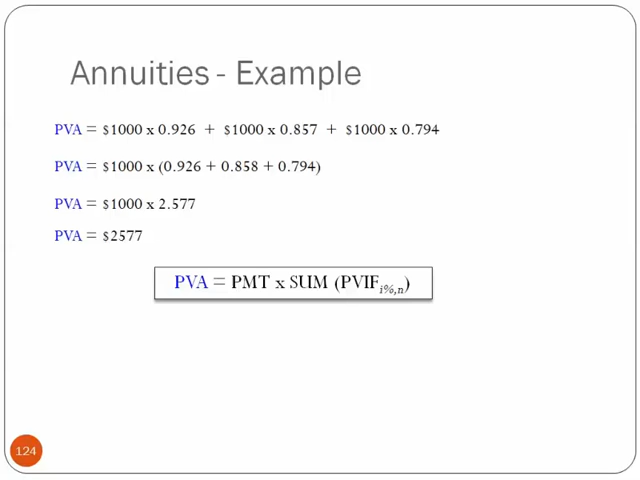 Annuities - Example
PVA = $1000 x 0.926 + $1000 x 0.857 + $1000 x 0.794
PVA = $1000 x (0.926 + 0.858 + 0.794)
PVA = $1000 x 2.577
PVA = $2577
PVA = PMT x SUM (PVIF i%,n)
124